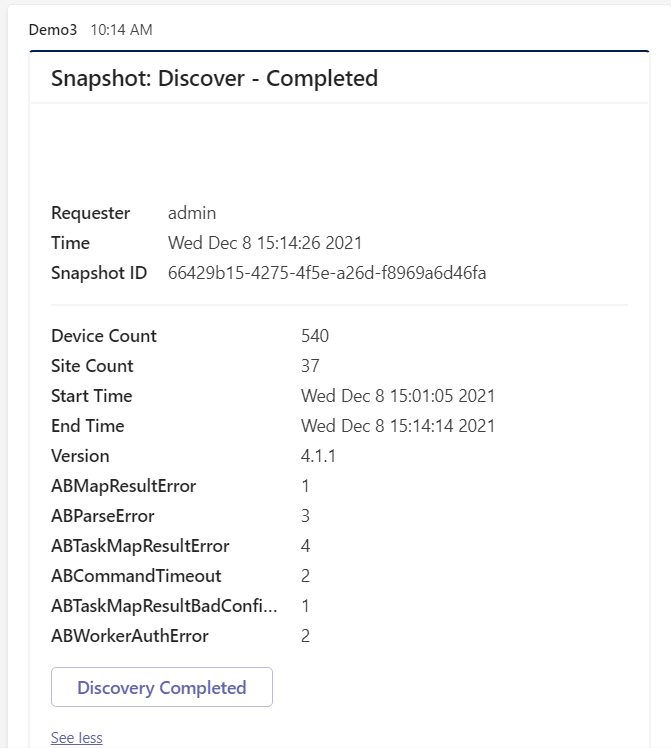 Demo3 10:14 AM
Snapshot: Discover - Completed
Requester admin
Time Wed Dec 8 15:14:26 2021
Snapshot ID 66429b15-4275-4f5e-a26d-f8969a6d46fa
Device Count 540
Site Count 37
Start Time Wed Dec 8 15:01:05 2021
End Time Wed Dec 8 15:14:14 2021
Version 4.1.1
ABMapResultError 1
ABParseError 3
ABTaskMapResultError 4
ABCommandTimeout 2
ABTaskMapResultBadConfi... 1
ABWorkerAuthError 2
Discovery Completed
See less